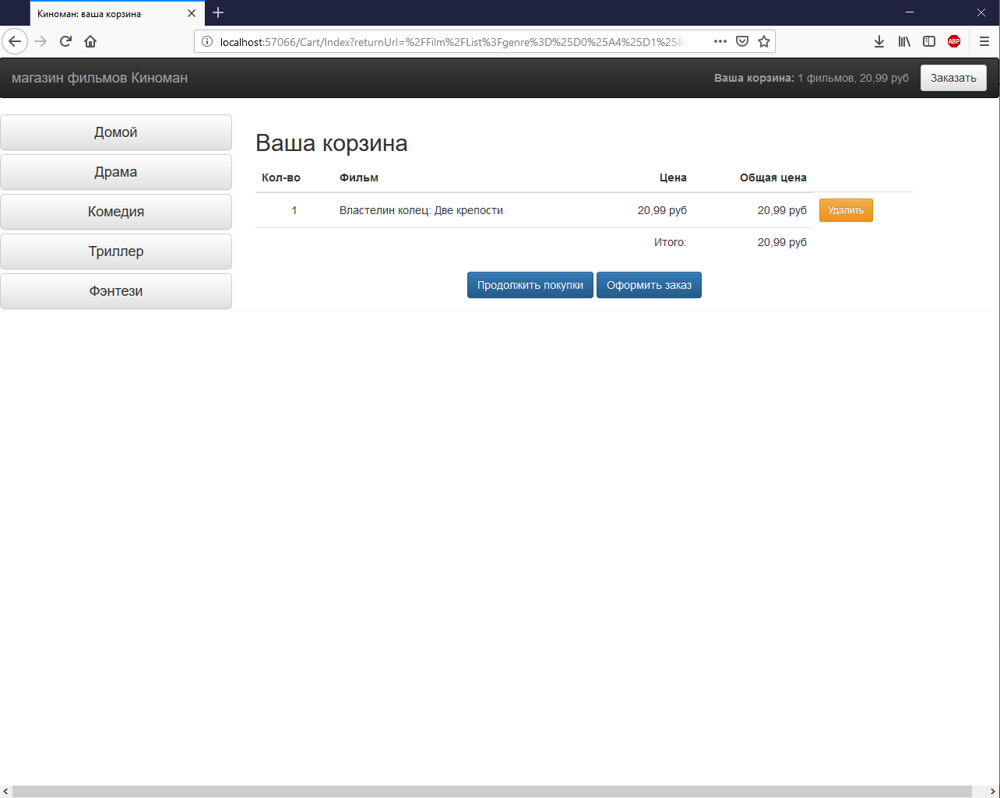 Киноман: ваша корзина
localhost:57066/Cart/Index?returnUrl=%2FFilm%2FList%3Fgenre%3D%25D0%25A4%25D1%258
ABP
магазин фильмов Киноман
Ваша корзина: 1 фильмов, 20,99 руб
Заказать
Домой
Драма
Комедия
Триллер
Фэнтези
Ваша корзина
Кол-во Фильм Цена Общая цена
1 Властелин колец: Две крепости 20,99 руб 20,99 руб Удалить
Итого: 20,99 руб
Продолжить покупки Оформить заказ